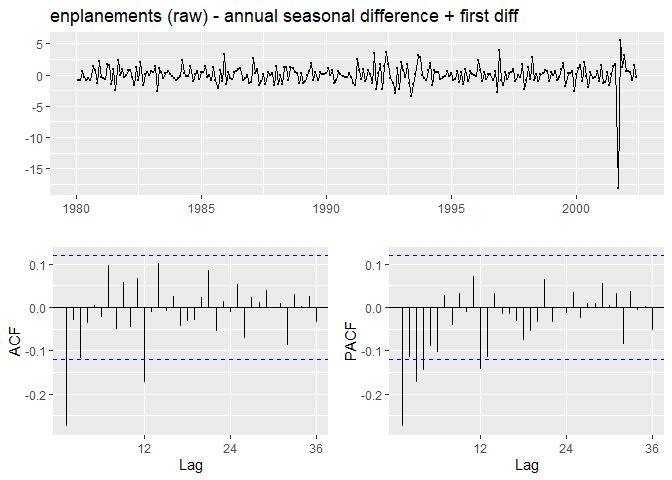 enplanements (raw) - annual seasonal difference + first diff
5
0
-5
-10
-15
1980 1985 1990 1995 2000
0.1
0.0
-0.1
-0.2
ACF
12 24 36
Lag
0.1
0.0
-0.1
-0.2
PACF
12 24 36
Lag